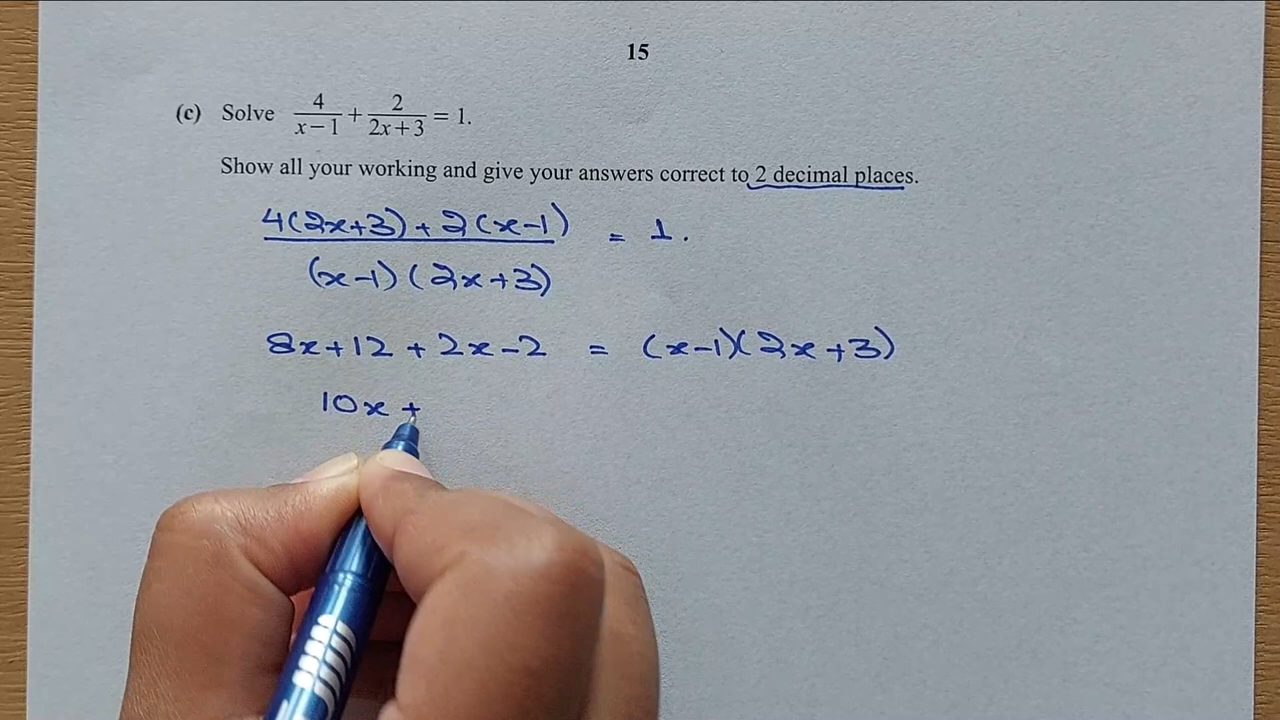 15
(c) Solve 4/(x−1) + 2/(2x+3) = 1.
Show all your working and give your answers correct to 2 decimal places.
4(2x+3) + 2(x-1) / (x-1)(2x+3) = 1.
8x+12 + 2x-2 = (x-1)(2x+3)
10x +